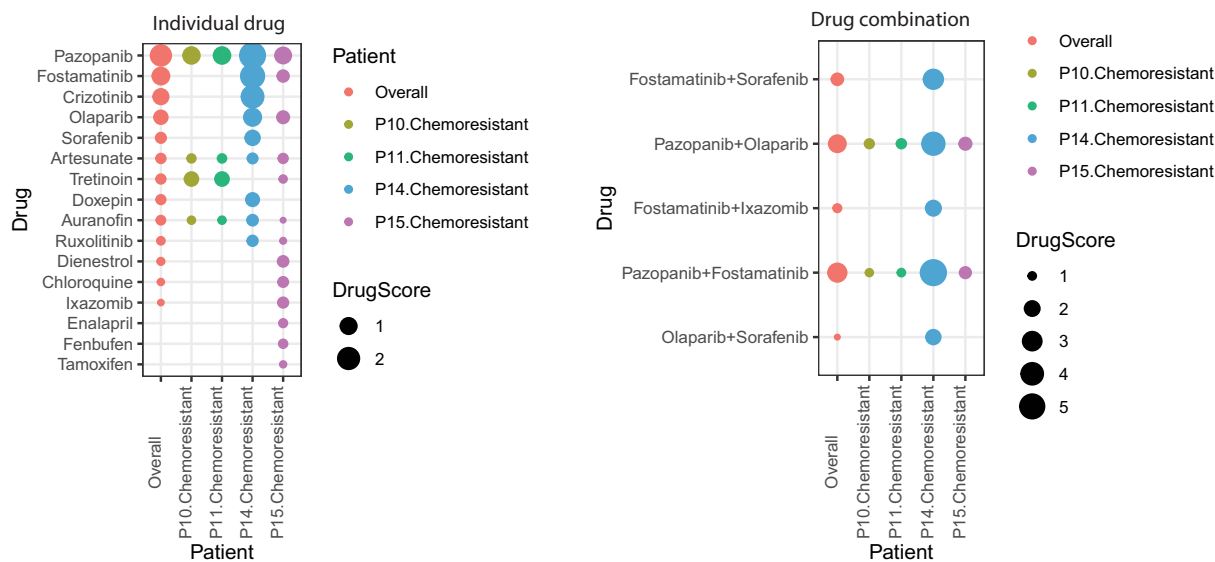 Individual drug
Pazopanib
Fostamatinib
Crizotinib
Olaparib
Sorafenib
Artesunate
Tretinoin
Doxepin
Auranofin
Ruxolitinib
Dienestrol
Chloroquine
Ixazomib
Enalapril
Fenbufen
Tamoxifen
Drug
Overall
P10.Chemoresistant
P11.Chemoresistant
P14.Chemoresistant
P15.Chemoresistant
Patient
Patient
Overall
P10.Chemoresistant
P11.Chemoresistant
P14.Chemoresistant
P15.Chemoresistant
DrugScore
1
2
Drug combination
Fostamatinib+Sorafenib
Pazopanib+Olaparib
Fostamatinib+Ixazomib
Pazopanib+Fostamatinib
Olaparib+Sorafenib
Drug
Overall
P10.Chemoresistant
P11.Chemoresistant
P14.Chemoresistant
P15.Chemoresistant
Patient
Overall
P10.Chemoresistant
P11.Chemoresistant
P14.Chemoresistant
P15.Chemoresistant
DrugScore
1
2
3
4
5